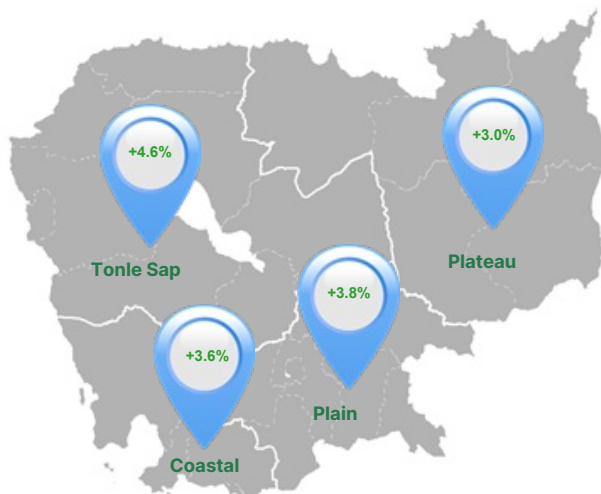 +3.0%
+4.6%
Plateau
Tonle Sap
+3.8%
+3.6%
Plain
Coastal